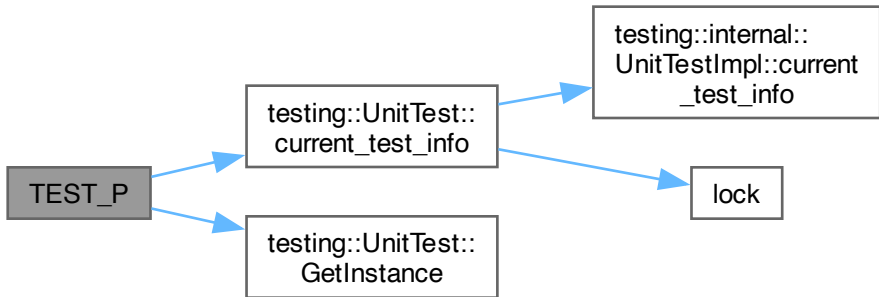 TEST_P
testing::UnitTest::
current_test_info
testing::internal::
UnitTestImpl::current
_test_info
lock
testing::UnitTest::
GetInstance